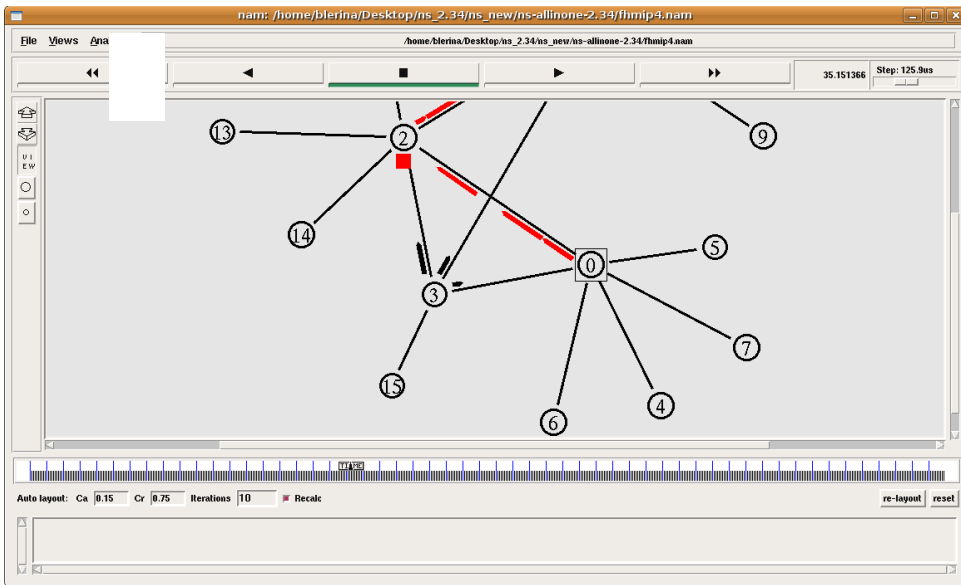 nam: /home/blerina/Desktop/ns_2.34/ns_new/ns-allinone-2.34/fhmip4.nam
File Views Ana
/home/blerina/Desktop/ns_2.34/ns_new/ns-allinone-2.34/fhmip4.nam
35.151366
Step: 125.9us
VIEW
13
2
9
14
0
5
3
7
15
4
6
TIME
Auto layout: Ca 0.15 Cr 0.75 Iterations 10 Recalc
re-layout reset